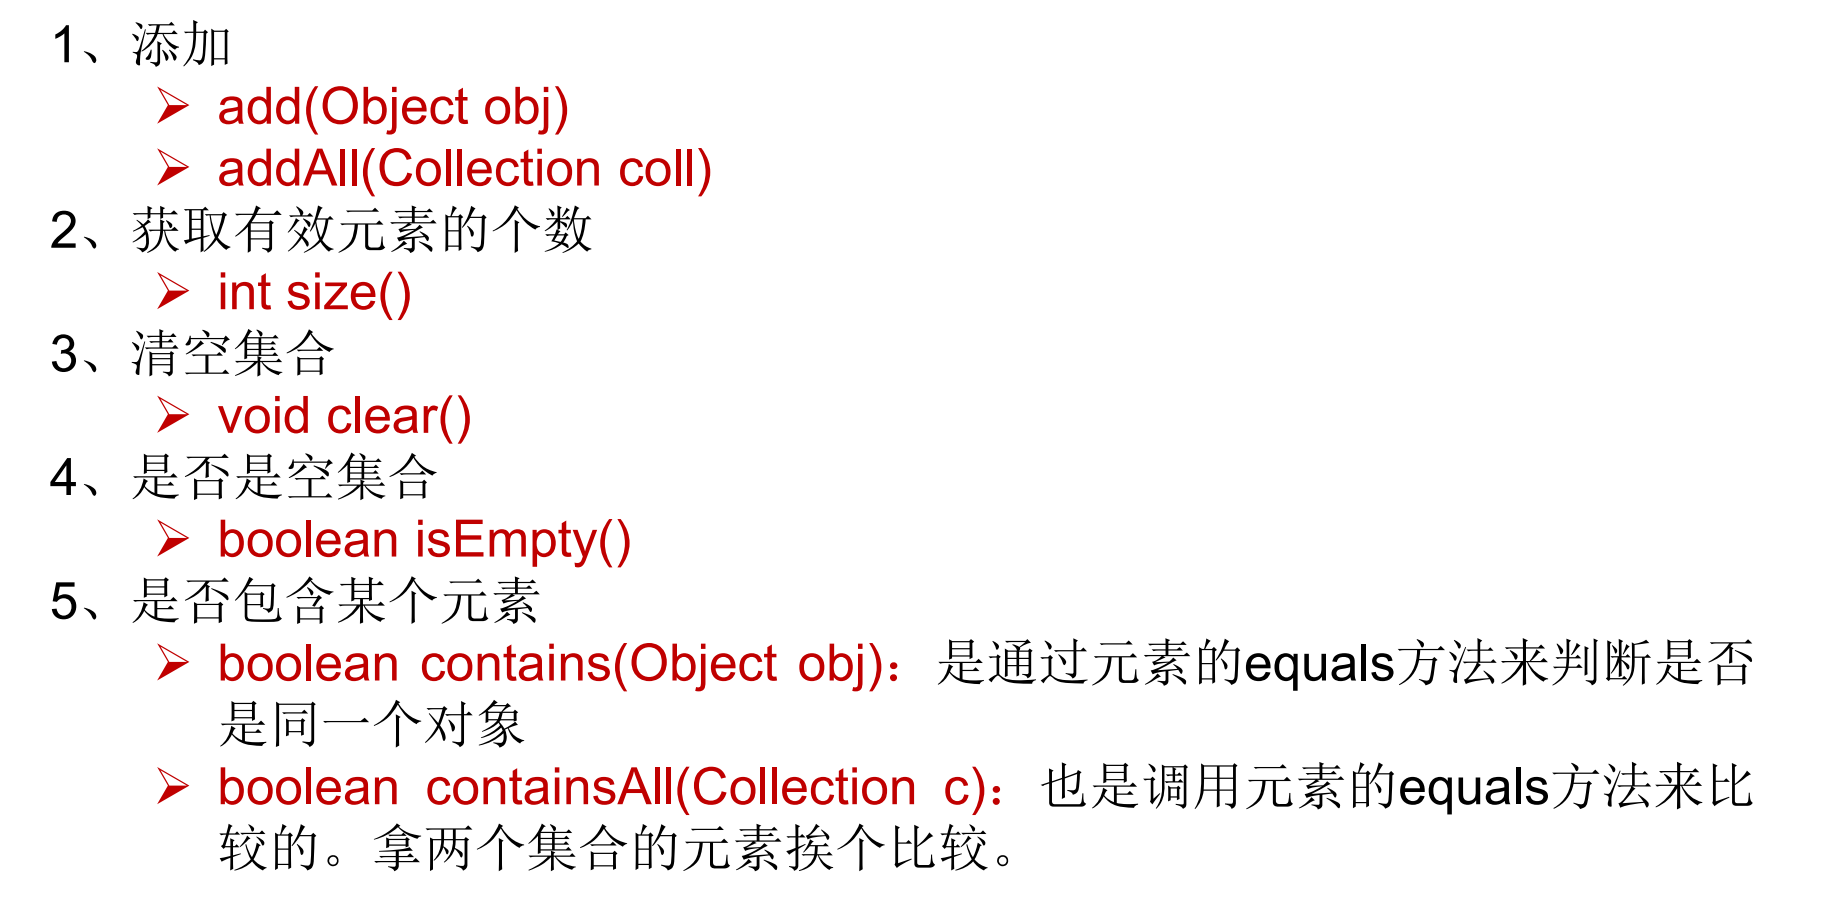 1、添加
➢ add(Object obj)
➢ addAll(Collection coll)
2、获取有效元素的个数
➢ int size()
3、清空集合
➢ void clear()
4、是否是空集合
➢ boolean isEmpty()
5、是否包含某个元素
➢ boolean contains(Object obj)：是通过元素的equals方法来判断是否
是同一个对象
➢ boolean containsAll(Collection c)：也是调用元素的equals方法来比
较的。拿两个集合的元素挨个比较。